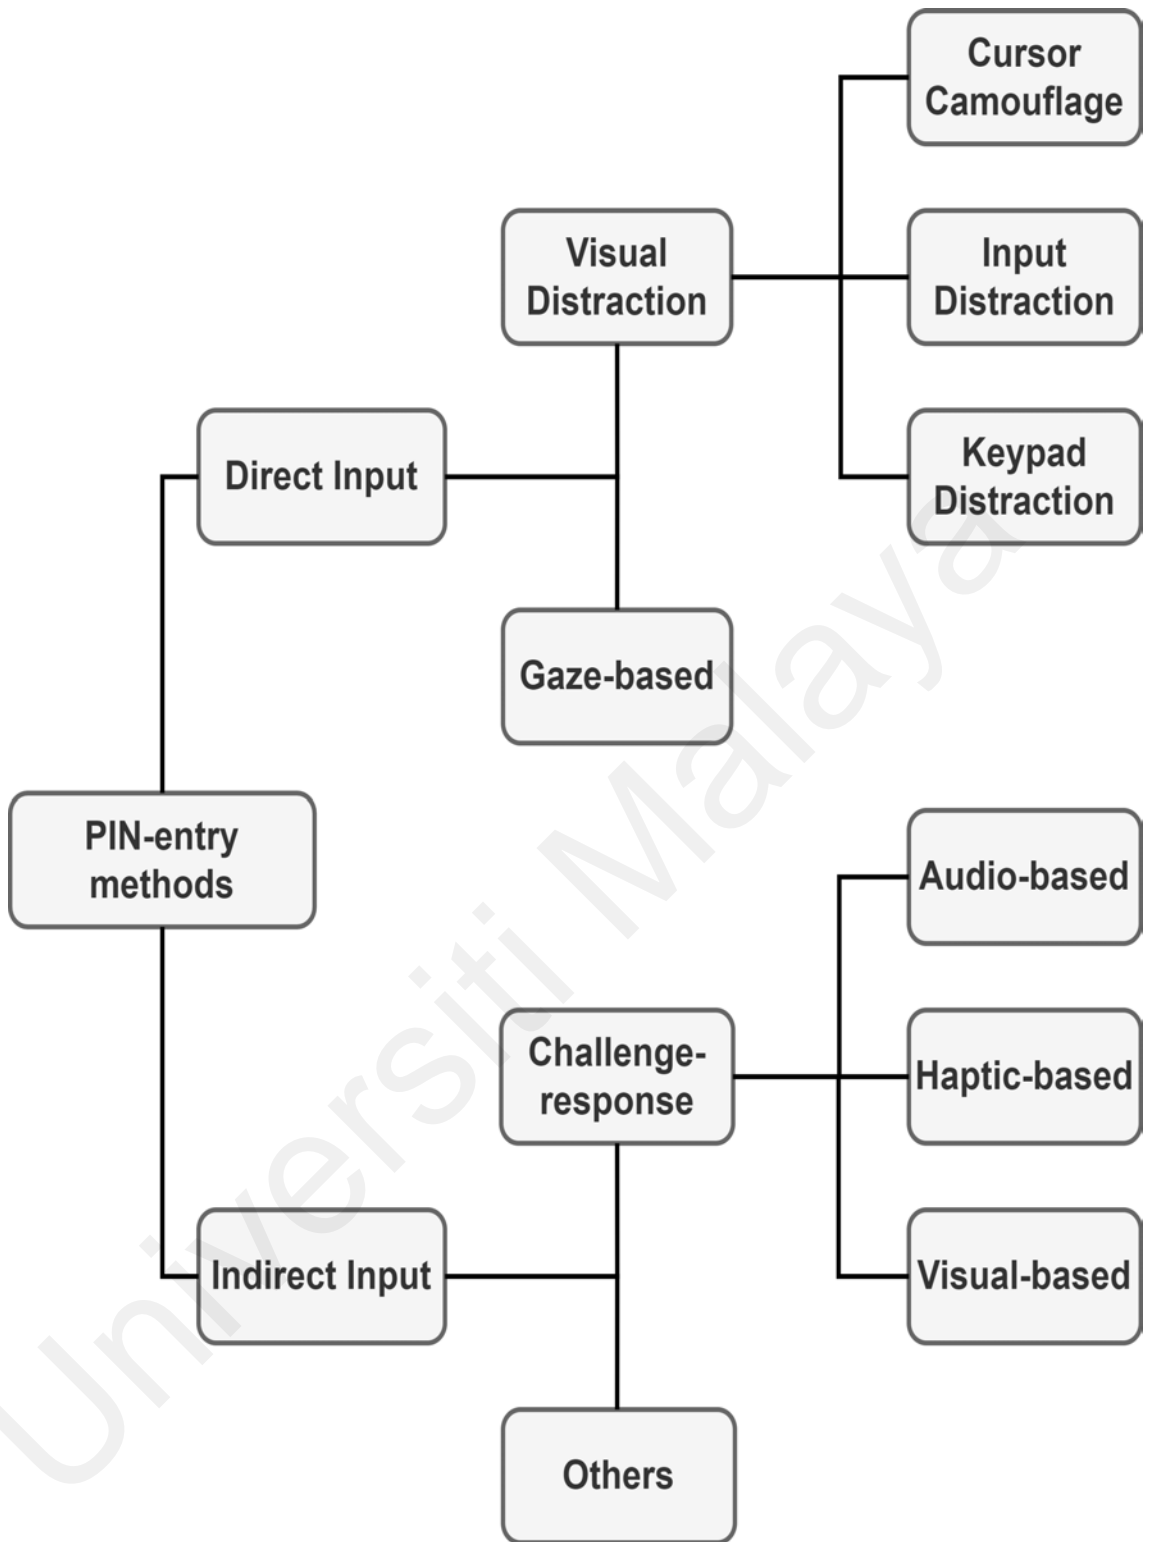 Cursor
Camouflage
Visual
Distraction
Input
Distraction
Direct Input
Keypad
Distraction
Gaze-based
PIN-entry
methods
Audio-based
Challenge-
response
Haptic-based
Indirect Input
Visual-based
Others
Universiti Malaya